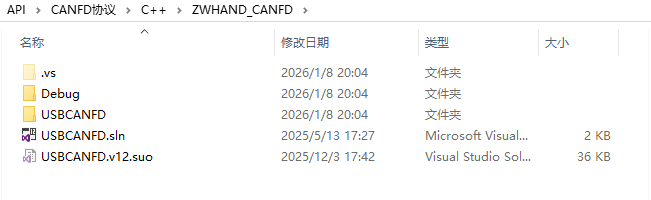 API > CANFD协议 > C++ > ZWHAND_CANFD >
名称 修改日期 类型 大小
.vs 2026/1/8 20:04 文件夹
Debug 2026/1/8 20:04 文件夹
USBCANFD 2026/1/8 20:04 文件夹
USBCANFD.sln 2025/5/13 17:27 Microsoft Visual... 2 KB
USBCANFD.v12.suo 2025/12/3 17:42 Visual Studio Sol... 36 KB